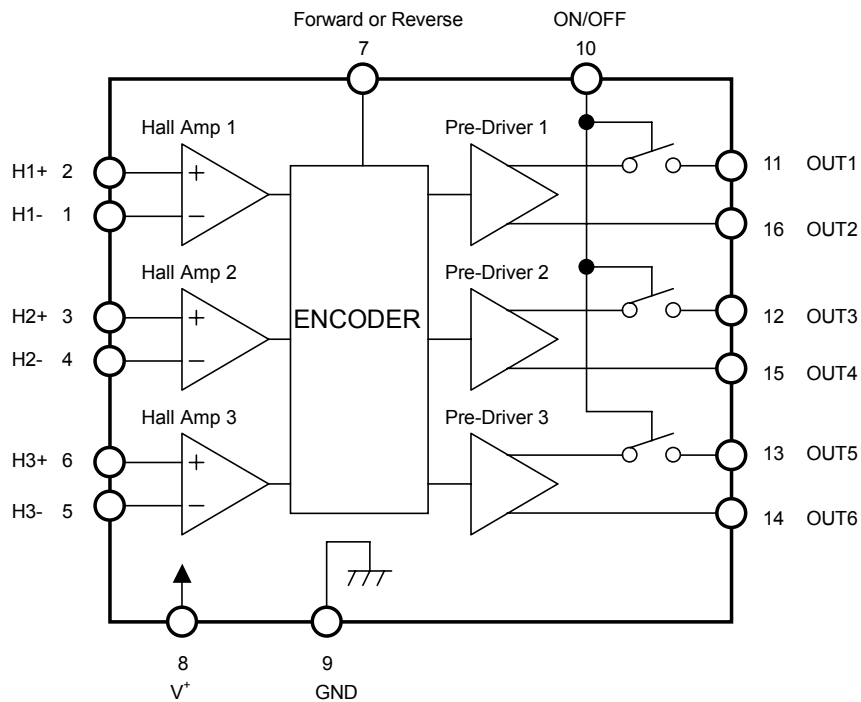 Forward or Reverse ON/OFF
7 10
Hall Amp 1 Pre-Driver 1
H1+ 2 + 11 OUT1
H1- 1 − 16 OUT2
Hall Amp 2 Pre-Driver 2
H2+ 3 + 12 OUT3
ENCODER
H2- 4 − 15 OUT4
Hall Amp 3 Pre-Driver 3
H3+ 6 + 13 OUT5
H3- 5 − 14 OUT6
8 9
V+ GND